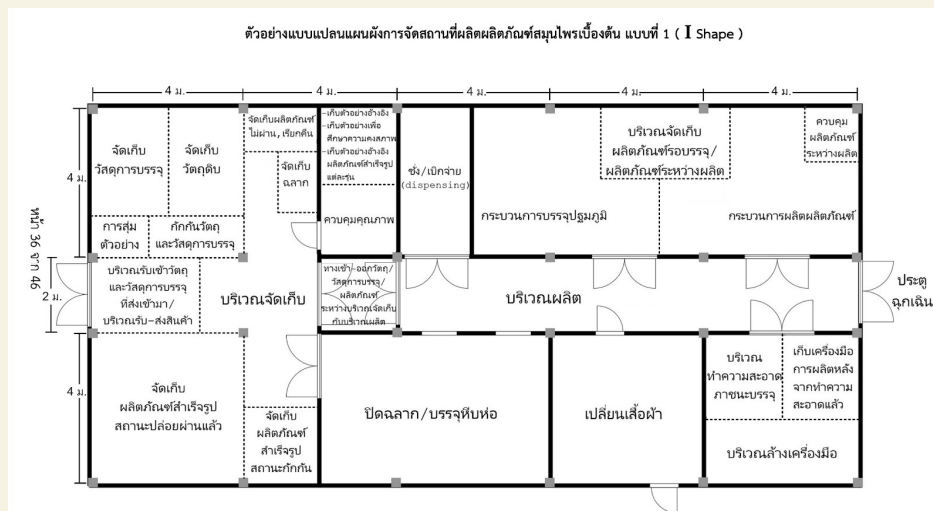 ตัวอย่างแบบแปลนแผนผังการจัดสถานที่ผลิตผลิตภัณฑ์สมุนไพรเบื้องต้น แบบที่ 1 ( I Shape )
4 ม.
4 ม.
4 ม.
4 ม.
4 ม.
4 ม.
2 ม.
4 ม.
หน้า 36 จาก 46
จัดเก็บ
วัสดุการบรรจุ
จัดเก็บ
วัตถุดิบ
จัดเก็บผลิตภัณฑ์
ไม่ผ่าน,เรียกคืน
จัดเก็บ
ฉลาก
การสุ่ม
ตัวอย่าง
กักกันวัตถุ
และวัสดุการบรรจุ
-เก็บตัวอย่างอ้างอิง
-เก็บตัวอย่างเพื่อ
ศึกษาความคงสภาพ
-เก็บตัวอย่างอ้างอิง
ผลิตภัณฑ์สำเร็จรูป
แต่ละรุ่น
ควบคุมคุณภาพ
ชั่ง/เบิกจ่าย
(dispensing)
บริเวณจัดเก็บ
ผลิตภัณฑ์รอบรรจุ/
ผลิตภัณฑ์ระหว่างผลิต
กระบวนการบรรจุปฐมภูมิ
ควบคุม
ผลิตภัณฑ์
ระหว่างผลิต
กระบวนการผลิตผลิตภัณฑ์
บริเวณรับเข้าวัตถุ
และวัสดุการบรรจุ
ที่ส่งเข้ามา/
บริเวณรับ-ส่งสินค้า
บริเวณจัดเก็บ
ทางเข้า-ออกวัตถุ/
วัสดุการบรรจุ/
ผลิตภัณฑ์
ระหว่างบริเวณจัดเก็บ
กับบริเวณผลิต
บริเวณผลิต
ประตู
ฉุกเฉิน
จัดเก็บ
ผลิตภัณฑ์สำเร็จรูป
สถานะปล่อยผ่านแล้ว
จัดเก็บ
ผลิตภัณฑ์
สำเร็จรูป
สถานะกักกัน
ปิดฉลาก/บรรจุหีบห่อ
เปลี่ยนเสื้อผ้า
บริเวณ
ทำความสะอาด
ภาชนะบรรจุ
เก็บเครื่องมือ
การผลิตหลัง
จากทำความ
สะอาดแล้ว
บริเวณล้างเครื่องมือ